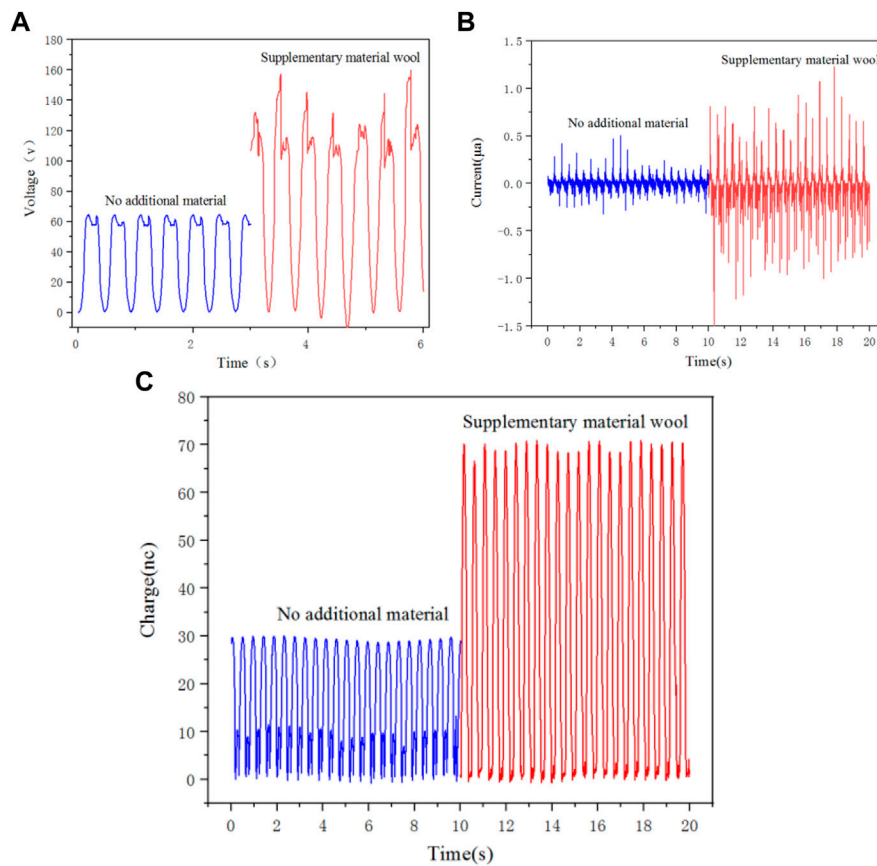 A
180
160
140
120
100
80
60
40
20
0
Voltage（v）
Supplementary material wool
No additional material
0
2
4
6
Time（s）
B
1.5
1.0
0.5
0.0
-0.5
-1.0
-1.5
Current(μa)
Supplementary material wool
No additional material
0 2 4 6 8 10 12 14 16 18 20
Time(s)
C
80
70
60
50
40
30
20
10
0
Charge(nc)
Supplementary material wool
No additional material
0 2 4 6 8 10 12 14 16 18 20
Time(s)